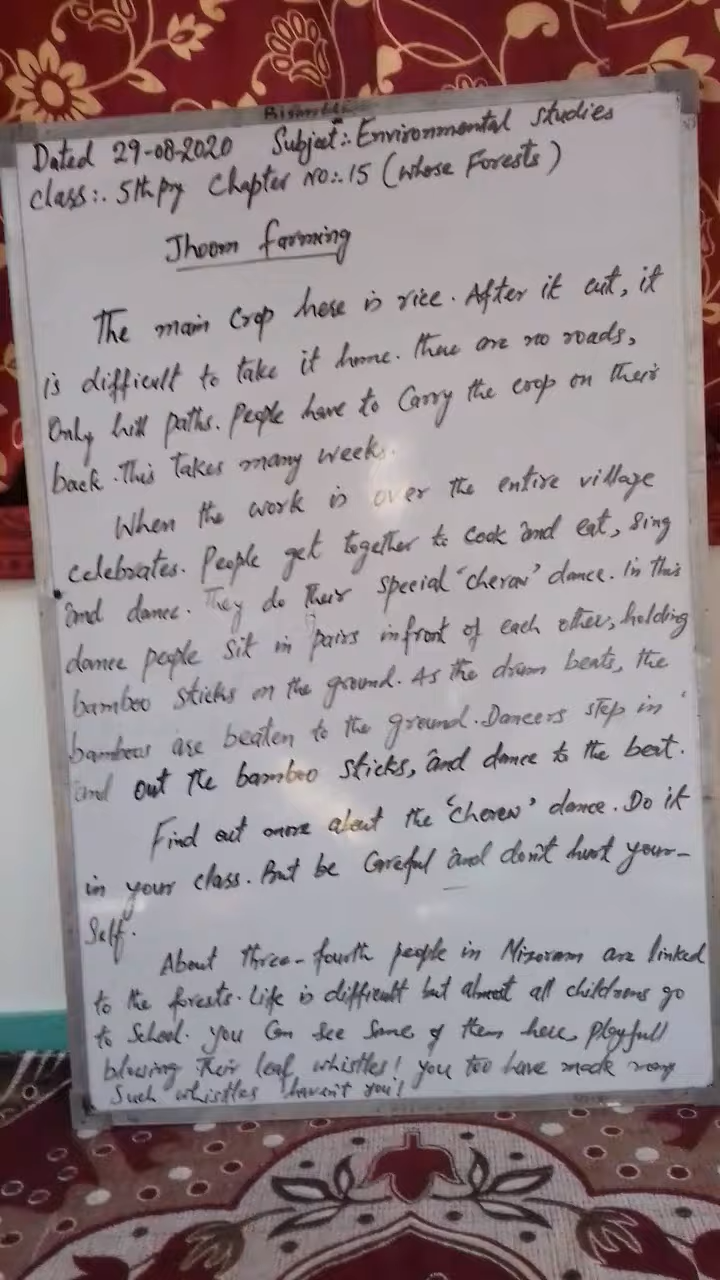 Dated 29-08-2020 Subject:- Environmental studies
class:. 5th pry Chapter NO:. 15 (whose Forests)
Jhoom farming
The main Crop here is rice. After it cut, it
is difficult to take it home. there are no roads,
Only hill paths. People have to Carry the crop on their
back. This takes many weeks.
When the work is over the entire village
celebrates. People get together to cook and eat, sing
and dance. They do their special 'cheraw' dance. In this
dance people sit in pairs infront of each other, holding
bamboo sticks on the ground. As the drum beats, the
bamboos are beaten to the ground. Dancers step in
and out the bamboo sticks, and dance to the beat.
Find out more about the 'cheraw' dance. Do it
in your class. But be Careful and don't hurt your-
Self.
About three-fourth people in Mizoram are linked
to the forests. Life is difficult but almost all childrens go
to School. you Can see Some of them here, playfull
blowing their leaf whistles! you too have made many
Such whistles haven't you!